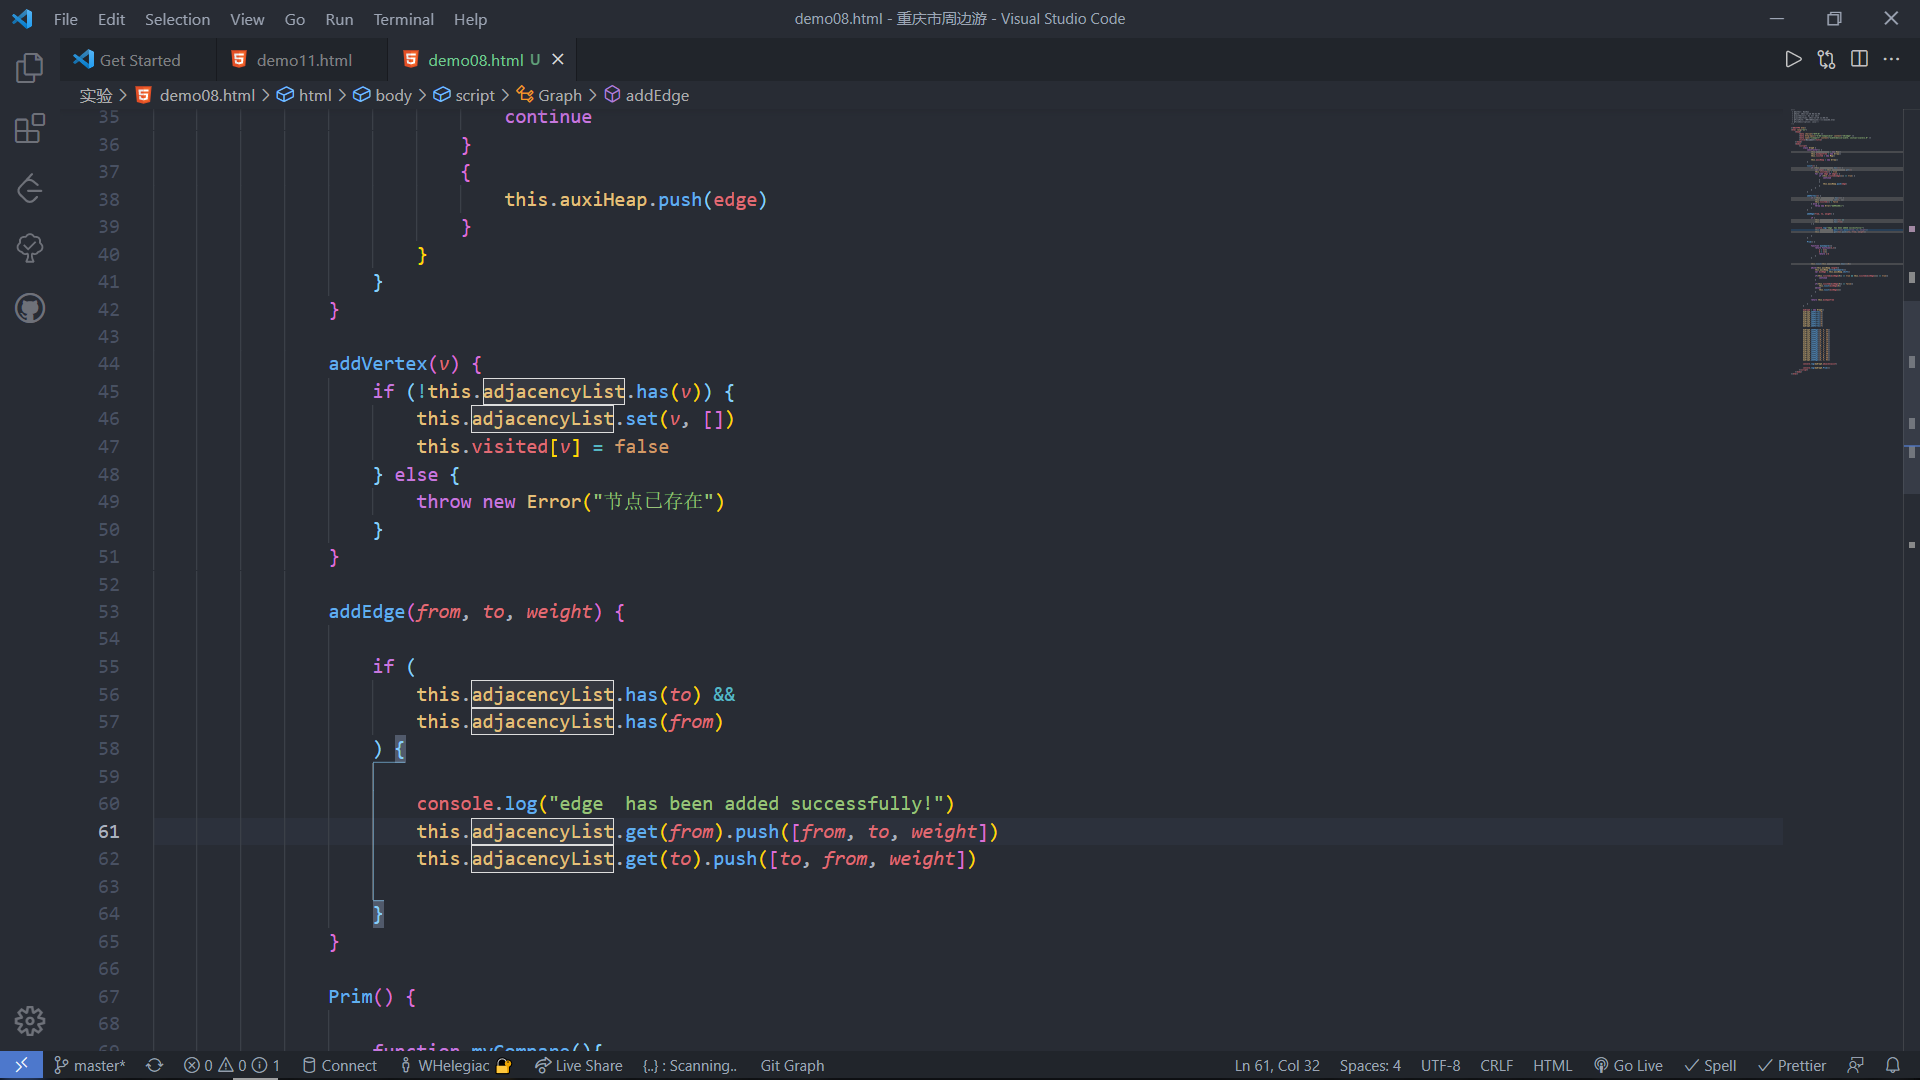 File Edit Selection View Go Run Terminal Help
demo08.html - 重庆市周边游 - Visual Studio Code
Get Started
demo11.html
demo08.html U
实验 > demo08.html > html > body > script > Graph > addEdge
35 continue
36 }
37 {
38 this.auxiHeap.push(edge)
39 }
40 }
41 }
42 }
43
44 addVertex(v) {
45 if (!this.adjacencyList.has(v)) {
46 this.adjacencyList.set(v, [])
47 this.visited[v] = false
48 } else {
49 throw new Error("节点已存在")
50 }
51 }
52
53 addEdge(from, to, weight) {
54
55 if (
56 this.adjacencyList.has(to) &&
57 this.adjacencyList.has(from)
58 ) {
59
60 console.log("edge  has been added successfully!")
61 this.adjacencyList.get(from).push([from, to, weight])
62 this.adjacencyList.get(to).push([to, from, weight])
63
64 }
65 }
66
67 Prim() {
68
69 function myCompare(){
master* 0 0 1 Connect WHelegiac Live Share {..} : Scanning.. Git Graph
Ln 61, Col 32 Spaces: 4 UTF-8 CRLF HTML Go Live Spell Prettier